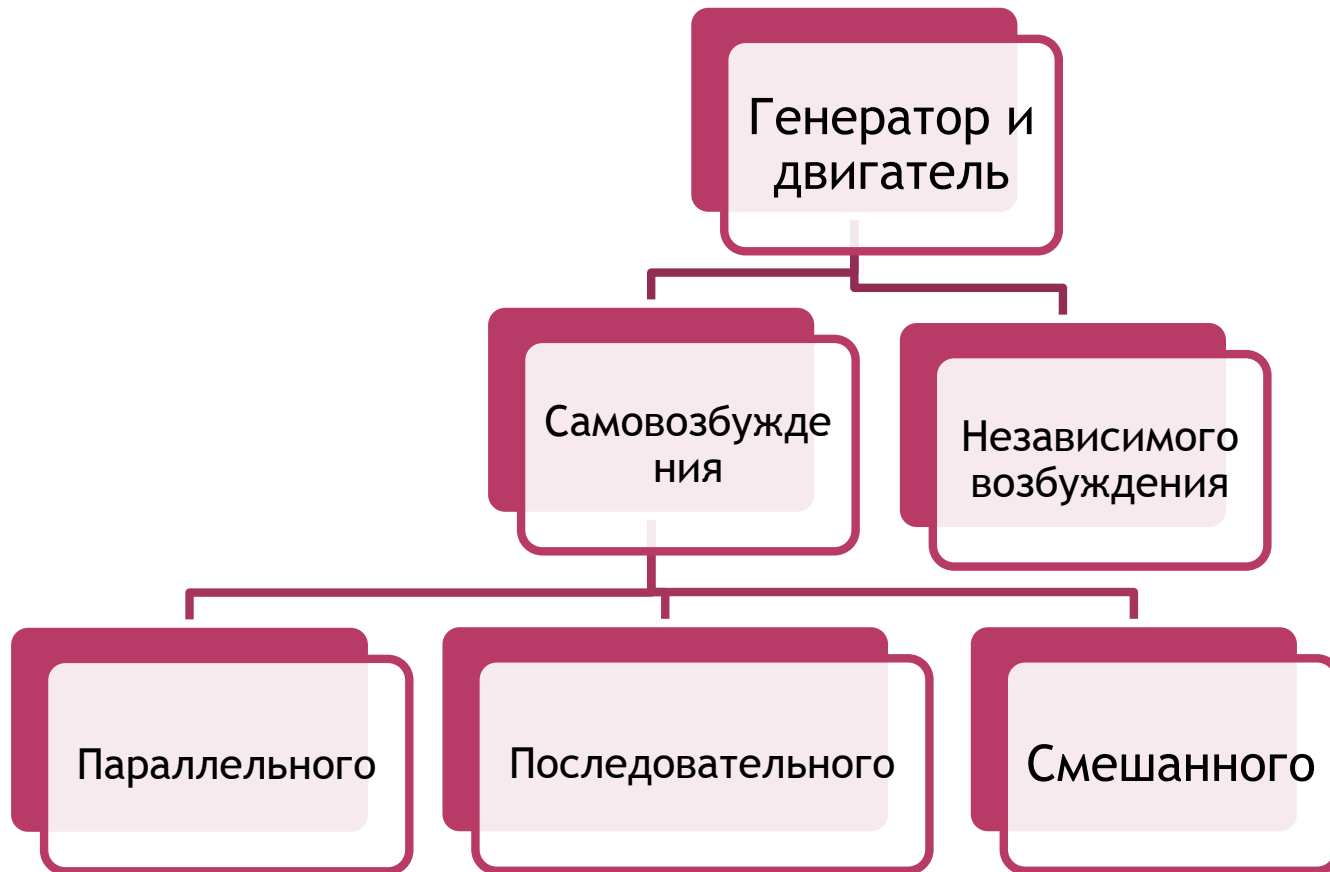 Генератор и
двигатель
Самовозбужде
ния
Независимого
возбуждения
Параллельного
Последовательного
Смешанного